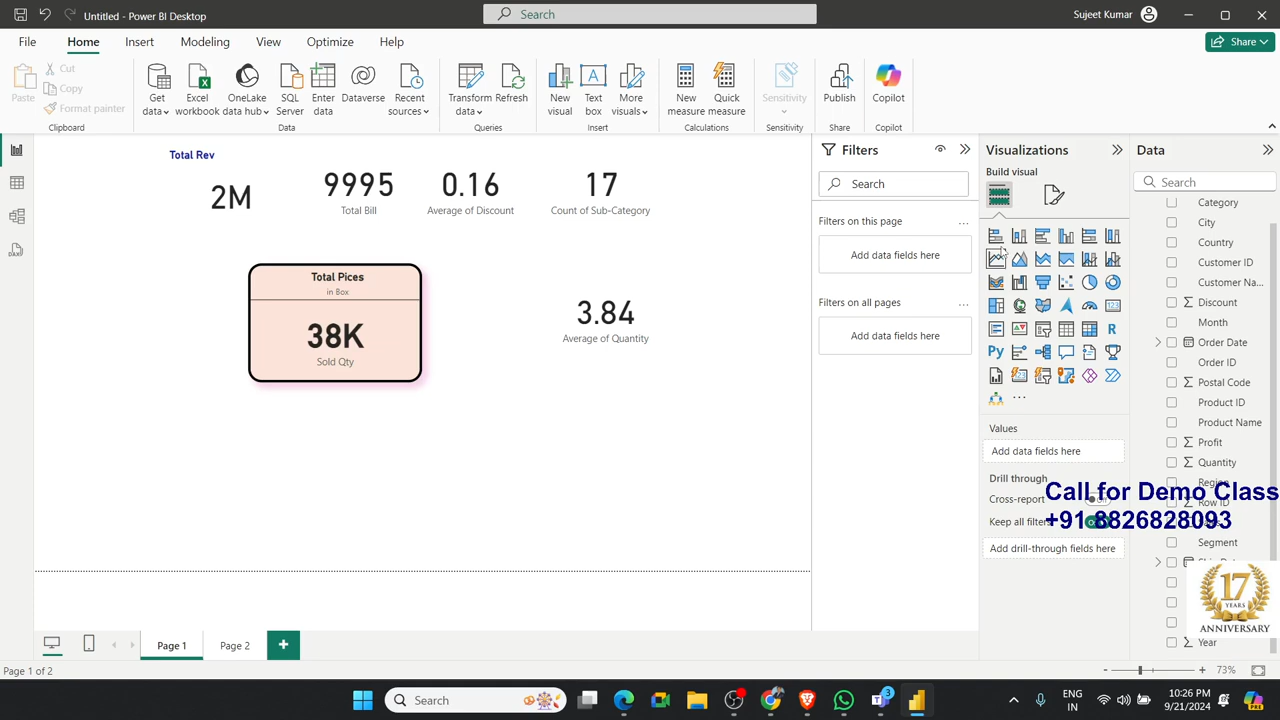 Untitled - Power BI Desktop
Search
Sujeet Kumar
File
Home
Insert
Modeling
View
Optimize
Help
Share
Paste
Cut
Copy
Format painter
Clipboard
Get data
Excel workbook
OneLake data hub
SQL Server
Enter data
Dataverse
Recent sources
Data
Transform data
Refresh
Queries
New visual
Text box
More visuals
Insert
New measure
Quick measure
Calculations
Sensitivity
Sensitivity
Publish
Share
Copilot
Copilot
Total Rev
2M
9995
Total Bill
0.16
Average of Discount
17
Count of Sub-Category
Total Pices
in Box
38K
Sold Qty
3.84
Average of Quantity
Filters
Search
Filters on this page
...
Add data fields here
Filters on all pages
...
Add data fields here
Visualizations
Build visual
123
R
Py
...
Values
Add data fields here
Drill through
Cross-report
Keep all filters
Add drill-through fields here
Data
Search
Category
City
Country
Customer ID
Customer Na...
Discount
Month
Order Date
Order ID
Postal Code
Product ID
Product Name
Profit
Quantity
Region
Row ID
Segment
Year
Call for Demo Class
+91 8826828093
17
YEARS
ANNIVERSARY
Page 1
Page 2
+
Page 1 of 2
- + 73%
Search
3
ENG
IN
10:26 PM
9/21/2024